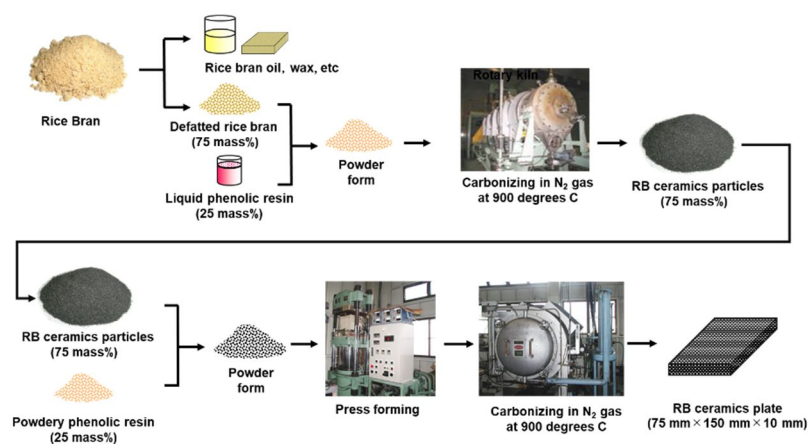 Rice Bran
Rice bran oil, wax, etc
Defatted rice bran
(75 mass%)
Liquid phenolic resin
(25 mass%)
Powder
form
Rotary kiln
Carbonizing in N₂ gas
at 900 degrees C
RB ceramics particles
(75 mass%)
RB ceramics particles
(75 mass%)
Powdery phenolic resin
(25 mass%)
Powder
form
Press forming
Carbonizing in N₂ gas
at 900 degrees C
RB ceramics plate
(75 mm×150 mm×10 mm)